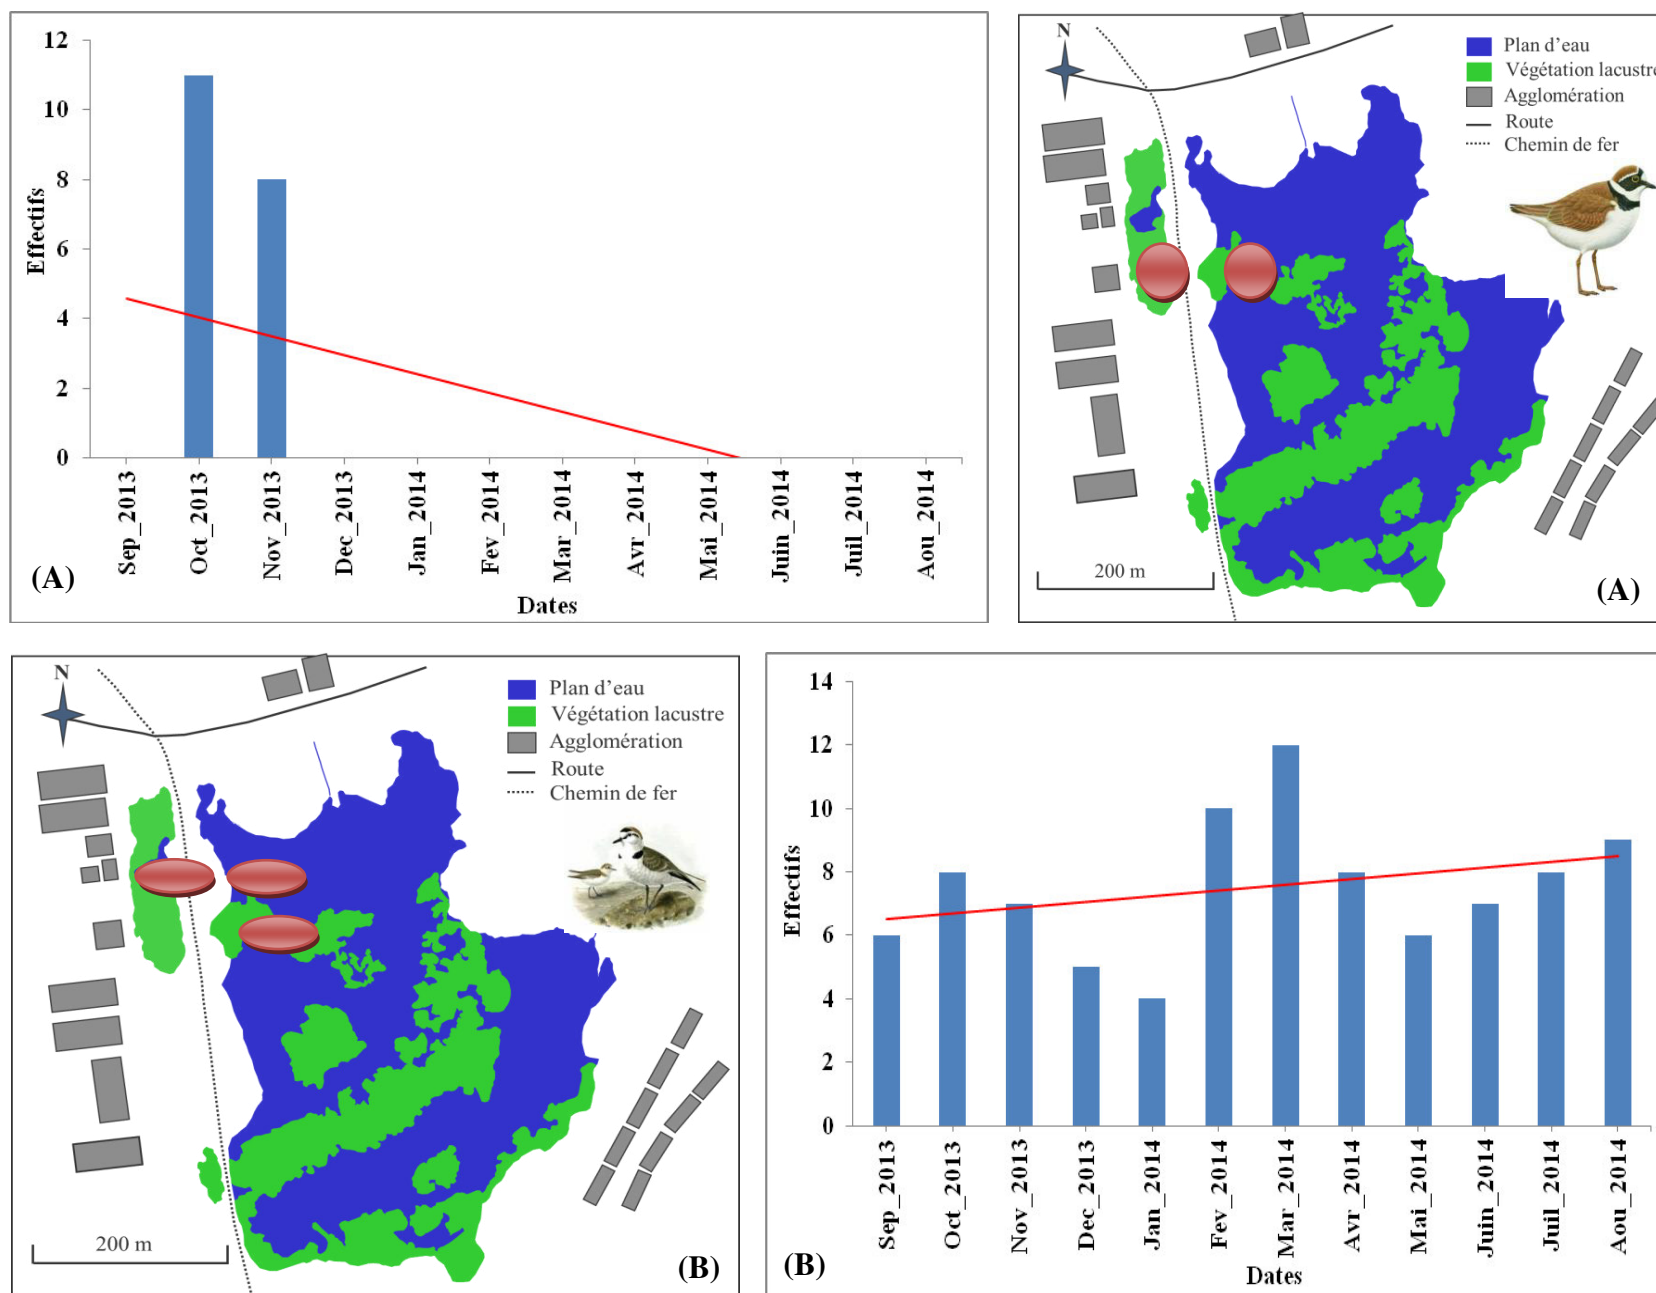 12
10
8
6
4
2
0
Effectifs
Sep_2013
Oct_2013
Nov_2013
Dec_2013
Jan_2014
Fev_2014
Mar_2014
Avr_2014
Mai_2014
Juin_2014
Juil_2014
Aou_2014
Dates
(A)
N
Plan d’eau
Végétation lacustre
Agglomération
Route
Chemin de fer
200 m
(A)
N
Plan d’eau
Végétation lacustre
Agglomération
Route
Chemin de fer
200 m
(B)
14
12
10
8
6
4
2
0
Effectifs
Sep_2013
Oct_2013
Nov_2013
Dec_2013
Jan_2014
Fev_2014
Mar_2014
Avr_2014
Mai_2014
Juin_2014
Juil_2014
Aou_2014
Dates
(B)